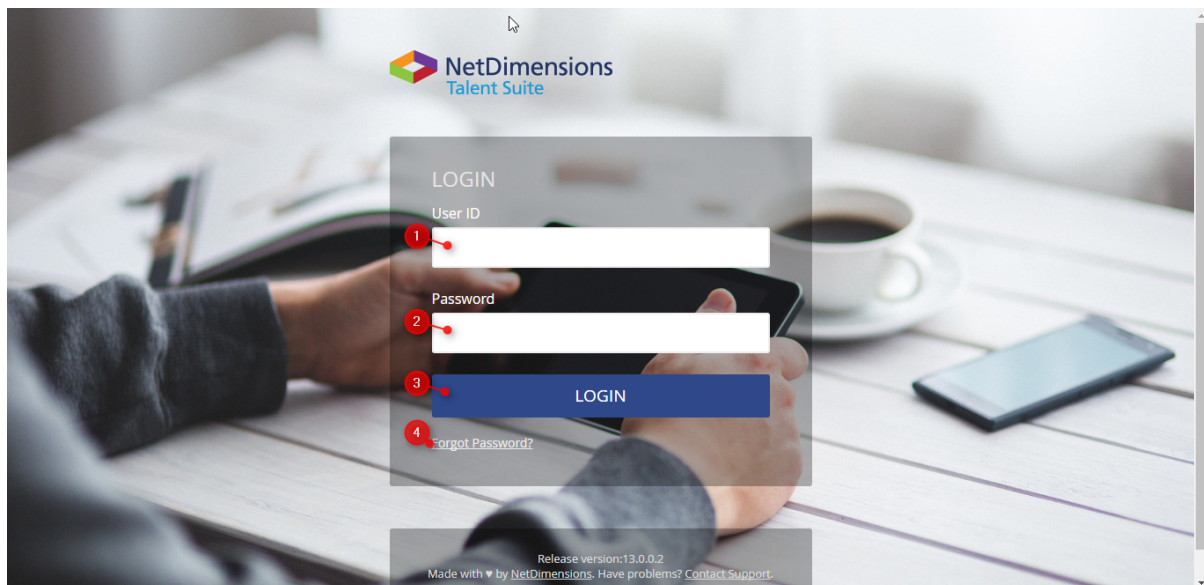 NetDimensions
Talent Suite
LOGIN
User ID
1
Password
2
3
LOGIN
4
Forgot Password?
Release version:13.0.0.2
Made with ♥ by NetDimensions. Have problems? Contact Support.